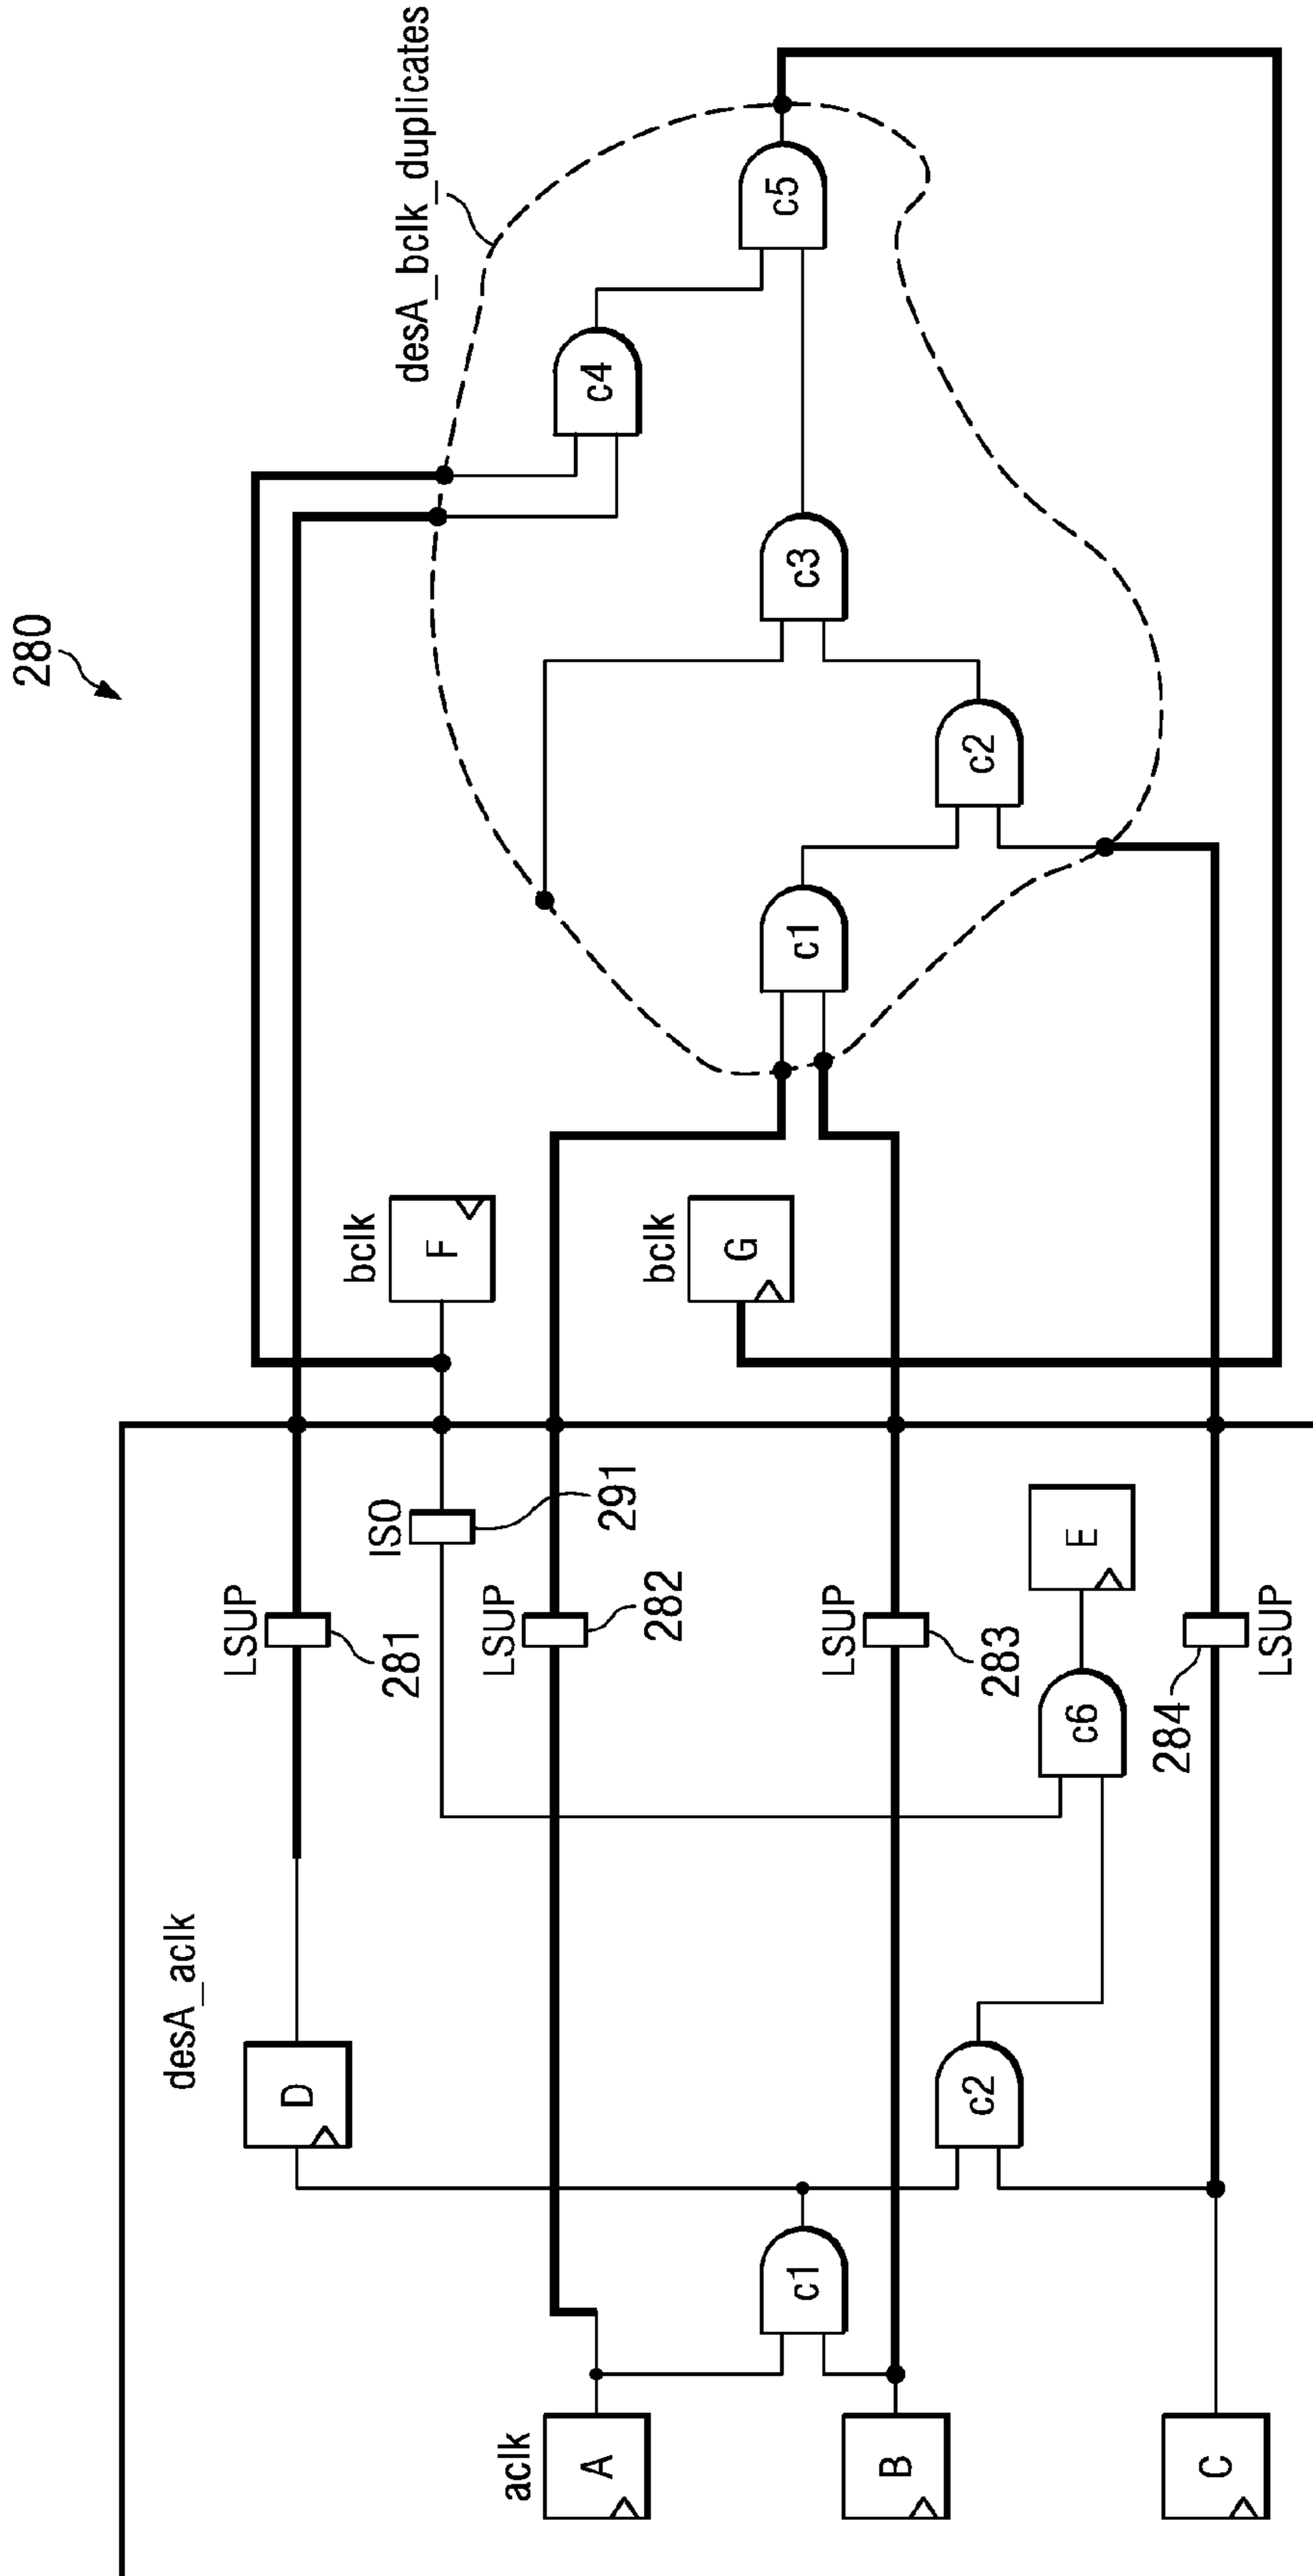 280
desA_bclk_duplicates
c5
c4
c3
c2
c1
bclk
F
bclk
G
ISO
291
LSUP
281
LSUP
282
LSUP
283
LSUP
284
E
c6
desA_aclk
D
c2
c1
aclk
A
B
C